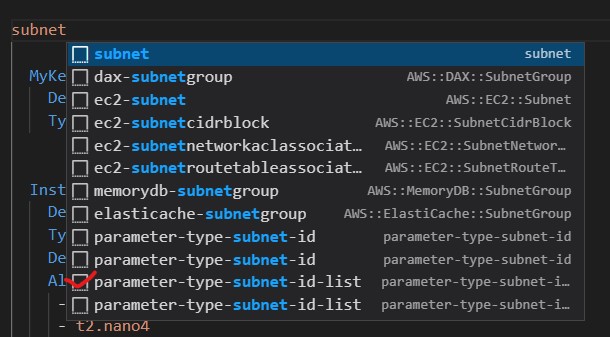 subnet
subnet subnet
MyKe dax-subnetgroup AWS::DAX::SubnetGroup
De ec2-subnet AWS::EC2::Subnet
Ty ec2-subnetcidrblock AWS::EC2::SubnetCidrBlock
ec2-subnetnetworkaclassociat… AWS::EC2::SubnetNetwor…
ec2-subnetroutetableassociat… AWS::EC2::SubnetRouteT…
Inst memorydb-subnetgroup AWS::MemoryDB::SubnetGroup
De elasticache-subnetgroup AWS::ElastiCache::SubnetGroup
Ty parameter-type-subnet-id parameter-type-subnet-id
De parameter-type-subnet-id parameter-type-subnet-id
Al parameter-type-subnet-id-list parameter-type-subnet-i…
- parameter-type-subnet-id-list parameter-type-subnet-i…
- t2.nano4